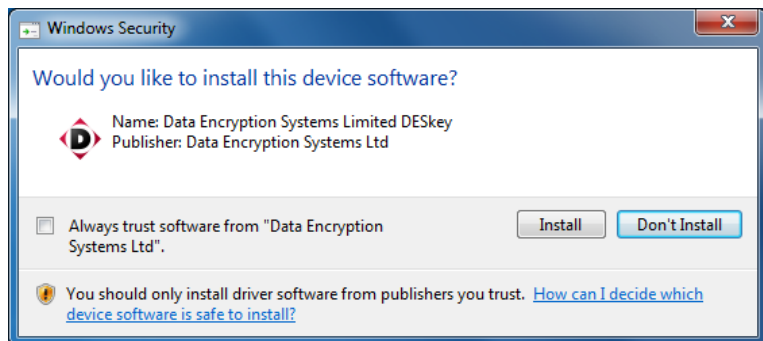 Windows Security
Would you like to install this device software?
D
Name: Data Encryption Systems Limited DESkey
Publisher: Data Encryption Systems Ltd
Always trust software from "Data Encryption
Systems Ltd".
Install
Don't Install
You should only install driver software from publishers you trust. How can I decide which
device software is safe to install?